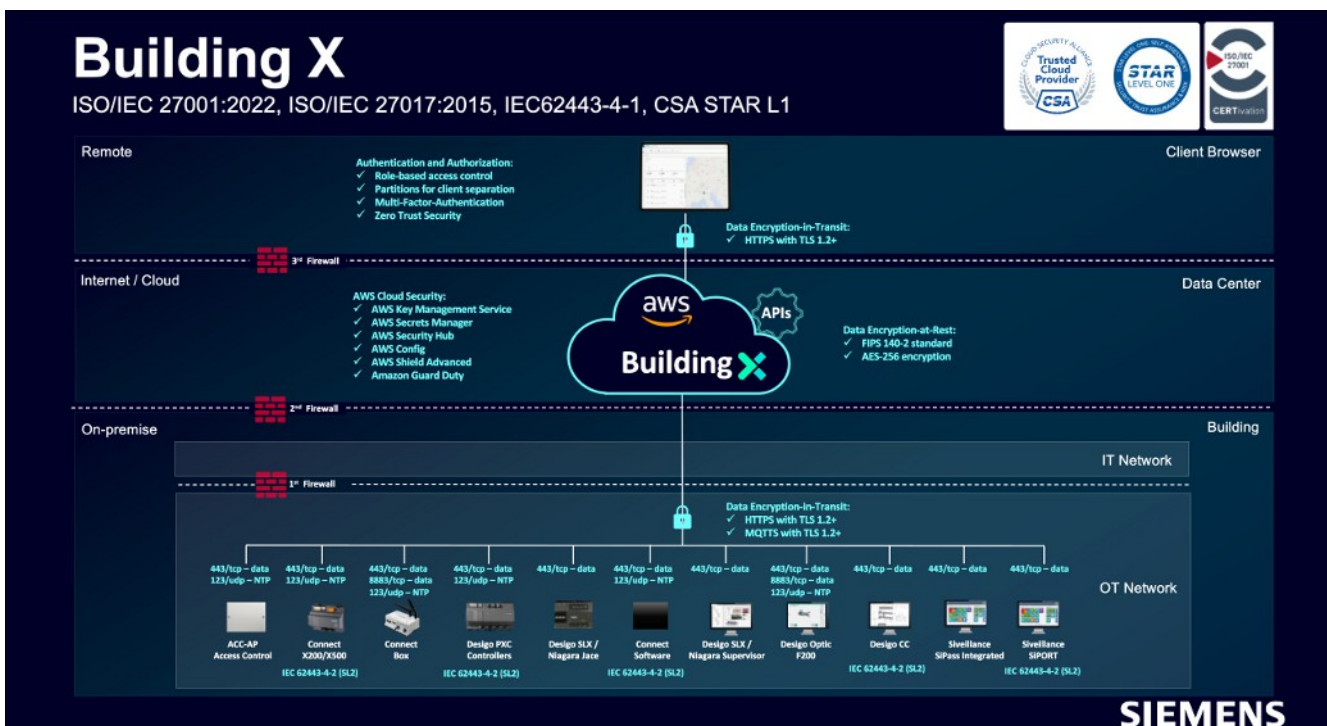 Building X
ISO/IEC 27001:2022, ISO/IEC 27017:2015, IEC62443-4-1, CSA STAR L1
CLOUD SECURITY ALLIANCE
Trusted
Cloud
Provider
CSA
STAR
LEVEL ONE
ISO/IEC
27001
CERTivation
Remote
Client Browser
Authentication and Authorization:
✓ Role-based access control
✓ Partitions for client separation
✓ Multi-Factor-Authentication
✓ Zero Trust Security
Data Encryption-in-Transit:
✓ HTTPS with TLS 1.2+
3rd Firewall
Internet / Cloud
Data Center
AWS Cloud Security:
✓ AWS Key Management Service
✓ AWS Secrets Manager
✓ AWS Security Hub
✓ AWS Config
✓ AWS Shield Advanced
✓ Amazon Guard Duty
aws
APIs
Building X
Data Encryption-at-Rest:
✓ FIPS 140-2 standard
✓ AES-256 encryption
2nd Firewall
On-premise
Building
IT Network
1st Firewall
Data Encryption-in-Transit:
✓ HTTPS with TLS 1.2+
✓ MQTTS with TLS 1.2+
OT Network
443/tcp – data
123/udp – NTP
ACC-AP
Access Control
443/tcp – data
123/udp – NTP
Connect
X200/X500
IEC 62443-4-2 (SL2)
443/tcp – data
8883/tcp – data
123/udp – NTP
Connect
Box
443/tcp – data
123/udp – NTP
Desigo PXC
Controllers
IEC 62443-4-2 (SL2)
443/tcp – data
Desigo SLX /
Niagara Jace
443/tcp – data
123/udp – NTP
Connect
Software
IEC 62443-4-2 (SL2)
443/tcp – data
Desigo SLX /
Niagara Supervisor
443/tcp – data
8883/tcp – data
123/udp – NTP
Desigo Optic
F200
443/tcp – data
Desigo CC
IEC 62443-4-2 (SL2)
443/tcp – data
Siveillance
SiPass Integrated
443/tcp – data
Siveillance
SiPORT
IEC 62443-4-2 (SL2)
SIEMENS